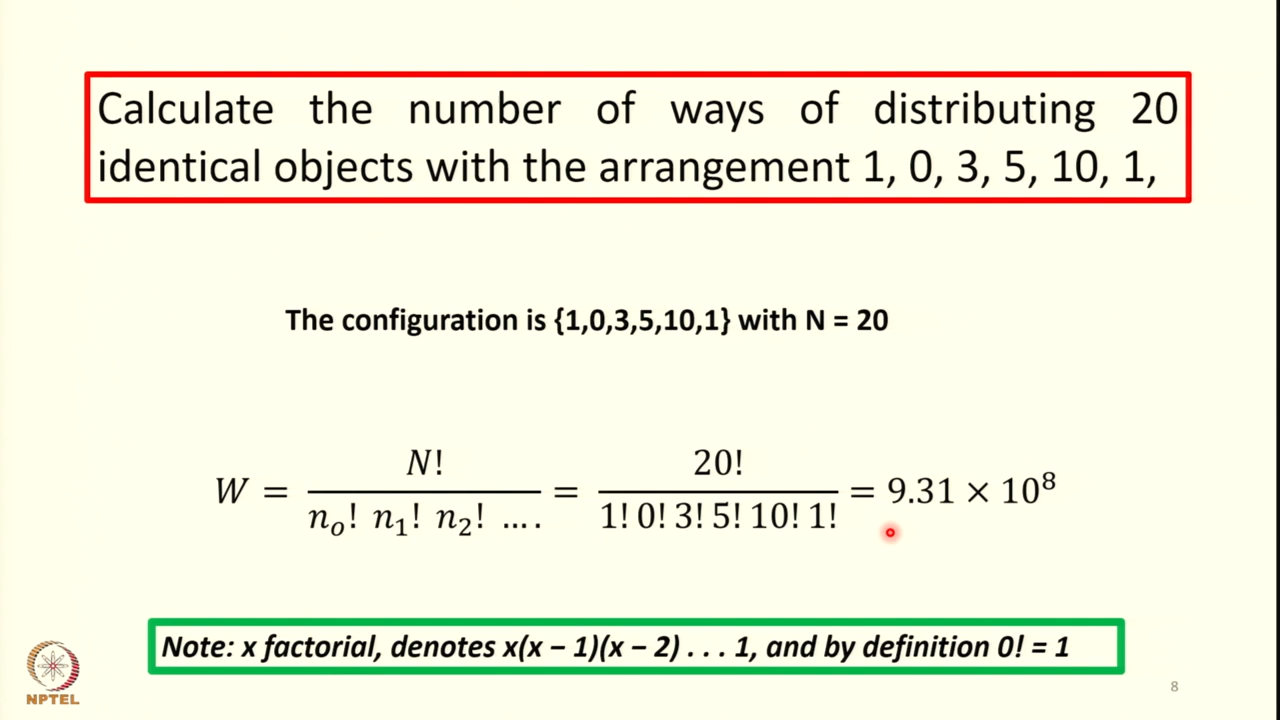 Calculate the number of ways of distributing 20
identical objects with the arrangement 1, 0, 3, 5, 10, 1,
The configuration is {1,0,3,5,10,1} with N = 20
W = N! / n₀! n₁! n₂! .... = 20! / 1! 0! 3! 5! 10! 1! = 9.31 × 10⁸
Note: x factorial, denotes x(x – 1)(x – 2) . . . 1, and by definition 0! = 1
NPTEL
8